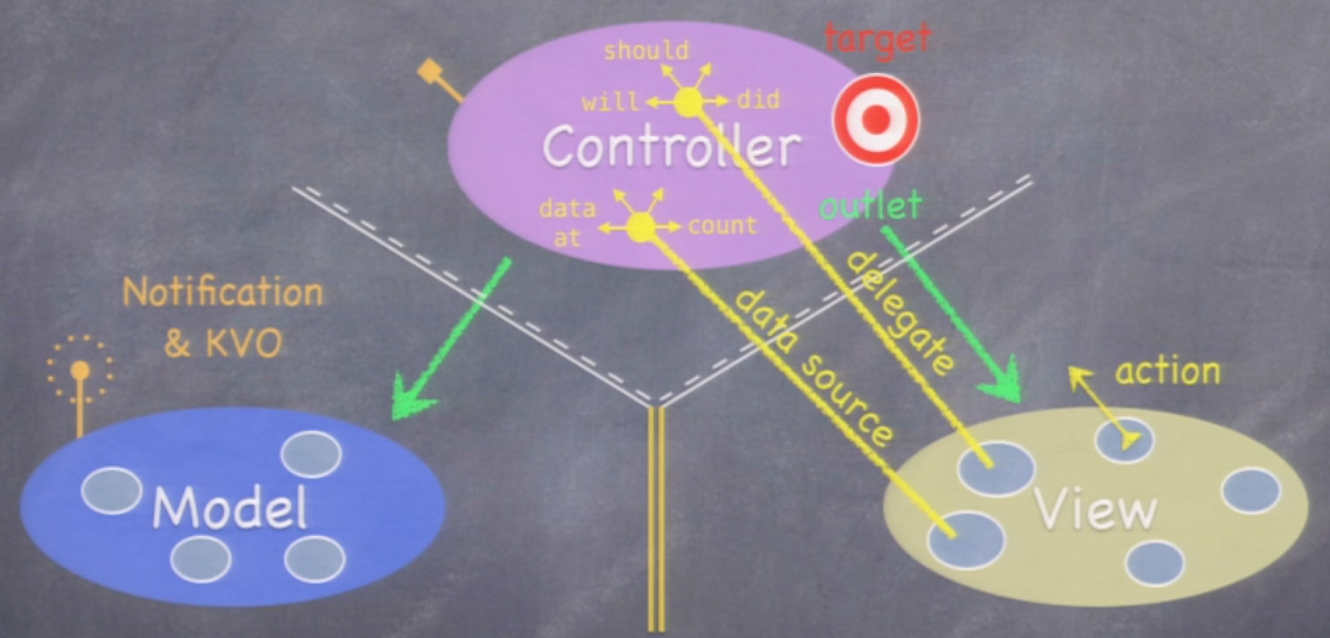 should
target
will
did
Controller
data
at
count
outlet
Notification
& KVO
delegate
data source
action
Model
View